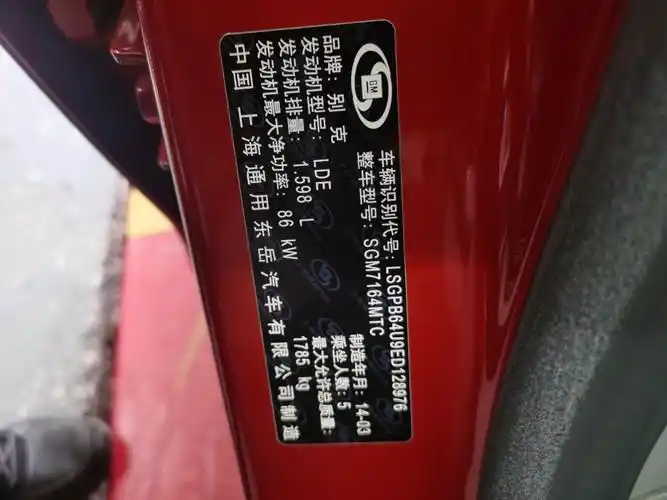 GM
车辆识别代号: LSGPB64U9ED128976
整车型号: SGM7164MTC
品牌: 别克
发动机型号: LDE
发动机排量: 1.598 L
发动机最大净功率: 86 kW
制造年月: 14-03
乘坐人数: 5
最大允许总质量:
1785 kg
中国 上海通用东岳汽车有限公司制造